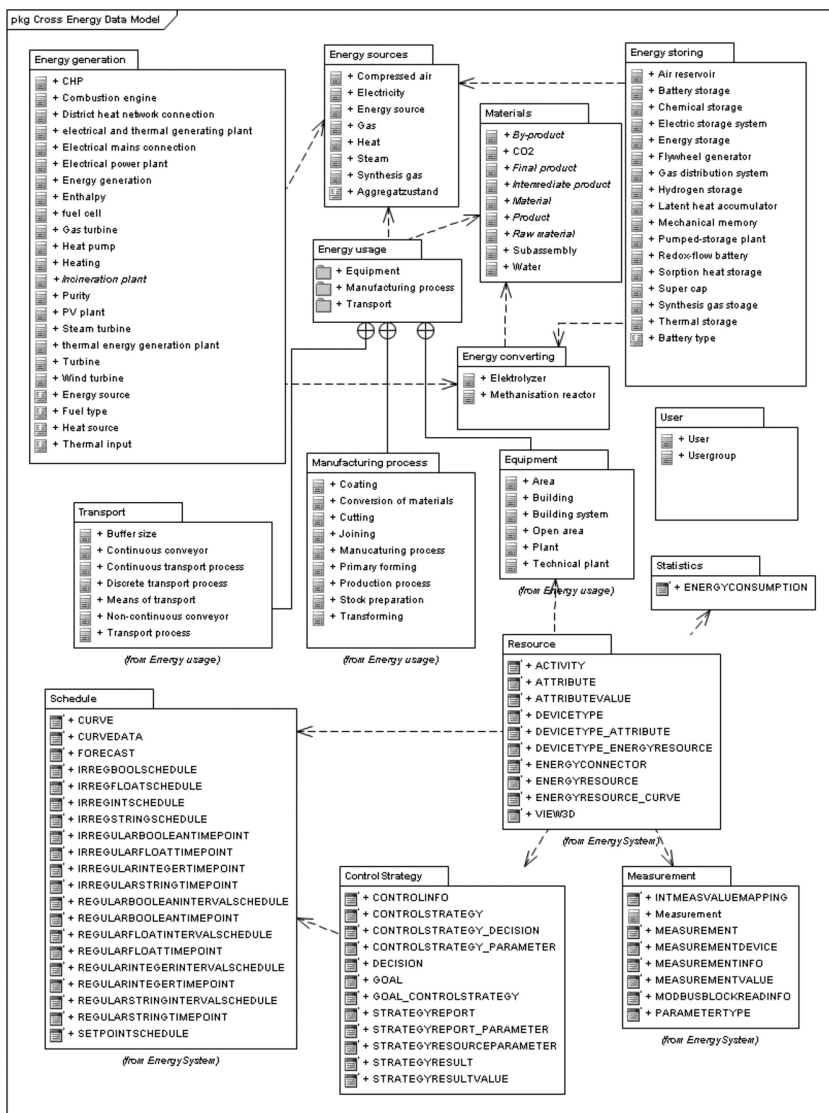 pkg Cross Energy Data Model
Energy generation
+ CHP
+ Combustion engine
+ District heat network connection
+ electrical and thermal generating plant
+ Electrical mains connection
+ Electrical power plant
+ Energy generation
+ Enthalpy
+ fuel cell
+ Gas turbine
+ Heat pump
+ Heating
+ Incineration plant
+ Purity
+ PV plant
+ Steam turbine
+ thermal energy generation plant
+ Turbine
+ Wind turbine
+ Energy source
+ Fuel type
+ Heat source
+ Thermal input
Energy sources
+ Compressed air
+ Electricity
+ Energy source
+ Gas
+ Heat
+ Steam
+ Synthesis gas
+ Aggregatzustand
Materials
+ By-product
+ CO2
+ Final product
+ Intermediate product
+ Material
+ Product
+ Raw material
+ Subassembly
+ Water
Energy storing
+ Air reservoir
+ Battery storage
+ Chemical storage
+ Electric storage system
+ Energy storage
+ Flywheel generator
+ Gas distribution system
+ Hydrogen storage
+ Latent heat accumulator
+ Mechanical memory
+ Pumped-storage plant
+ Redox-flow battery
+ Sorption heat storage
+ Super cap
+ Synthesis gas stoage
+ Thermal storage
+ Battery type
Energy usage
+ Equipment
+ Manufacturing process
+ Transport
Energy converting
+ Elektrolyzer
+ Methanisation reactor
User
+ User
+ Usergroup
Manufacturing process
+ Coating
+ Conversion of materials
+ Cutting
+ Joining
+ Manucaturing process
+ Primary forming
+ Production process
+ Stock preparation
+ Transforming
(from Energy usage)
Equipment
+ Area
+ Building
+ Building system
+ Open area
+ Plant
+ Technical plant
(from Energy usage)
Transport
+ Buffer size
+ Continuous conveyor
+ Continuous transport process
+ Discrete transport process
+ Means of transport
+ Non-continuous conveyor
+ Transport process
(from Energy usage)
Statistics
+ ENERGYCONSUMPTION
Resource
+ ACTIVITY
+ ATTRIBUTE
+ ATTRIBUTEVALUE
+ DEVICETYPE
+ DEVICETYPE_ATTRIBUTE
+ DEVICETYPE_ENERGYRESOURCE
+ ENERGYCONNECTOR
+ ENERGYRESOURCE
+ ENERGYRESOURCE_CURVE
+ VIEW3D
(from EnergySystem)
Schedule
+ CURVE
+ CURVEDATA
+ FORECAST
+ IRREGBOOLSCHEDULE
+ IRREGFLOATSCHEDULE
+ IRREGINTSCHEDULE
+ IRREGSTRINGSCHEDULE
+ IRREGULARBOOLEANTIMEPOINT
+ IRREGULARFLOATTIMEPOINT
+ IRREGULARINTEGERTIMEPOINT
+ IRREGULARSTRINGTIMEPOINT
+ REGULARBOOLEANINTERVALSCHEDULE
+ REGULARBOOLEANTIMEPOINT
+ REGULARFLOATINTERVALSCHEDULE
+ REGULARFLOATTIMEPOINT
+ REGULARINTEGERINTERVALSCHEDULE
+ REGULARINTEGERTIMEPOINT
+ REGULARSTRINGINTERVALSCHEDULE
+ REGULARSTRINGTIMEPOINT
+ SETPOINTSCHEDULE
(from EnergySystem)
ControlStrategy
+ CONTROLINFO
+ CONTROLSTRATEGY
+ CONTROLSTRATEGY_DECISION
+ CONTROLSTRATEGY_PARAMETER
+ DECISION
+ GOAL
+ GOAL_CONTROLSTRATEGY
+ STRATEGYREPORT
+ STRATEGYREPORT_PARAMETER
+ STRATEGYRESOURCEPARAMETER
+ STRATEGYRESULT
+ STRATEGYRESULTVALUE
(from EnergySystem)
Measurement
+ INTMEASVALUEMAPPING
+ Measurement
+ MEASUREMENT
+ MEASUREMENTDEVICE
+ MEASUREMENTINFO
+ MEASUREMENTVALUE
+ MODBUSBLOCKREADINFO
+ PARAMETERTYPE
(from EnergySystem)